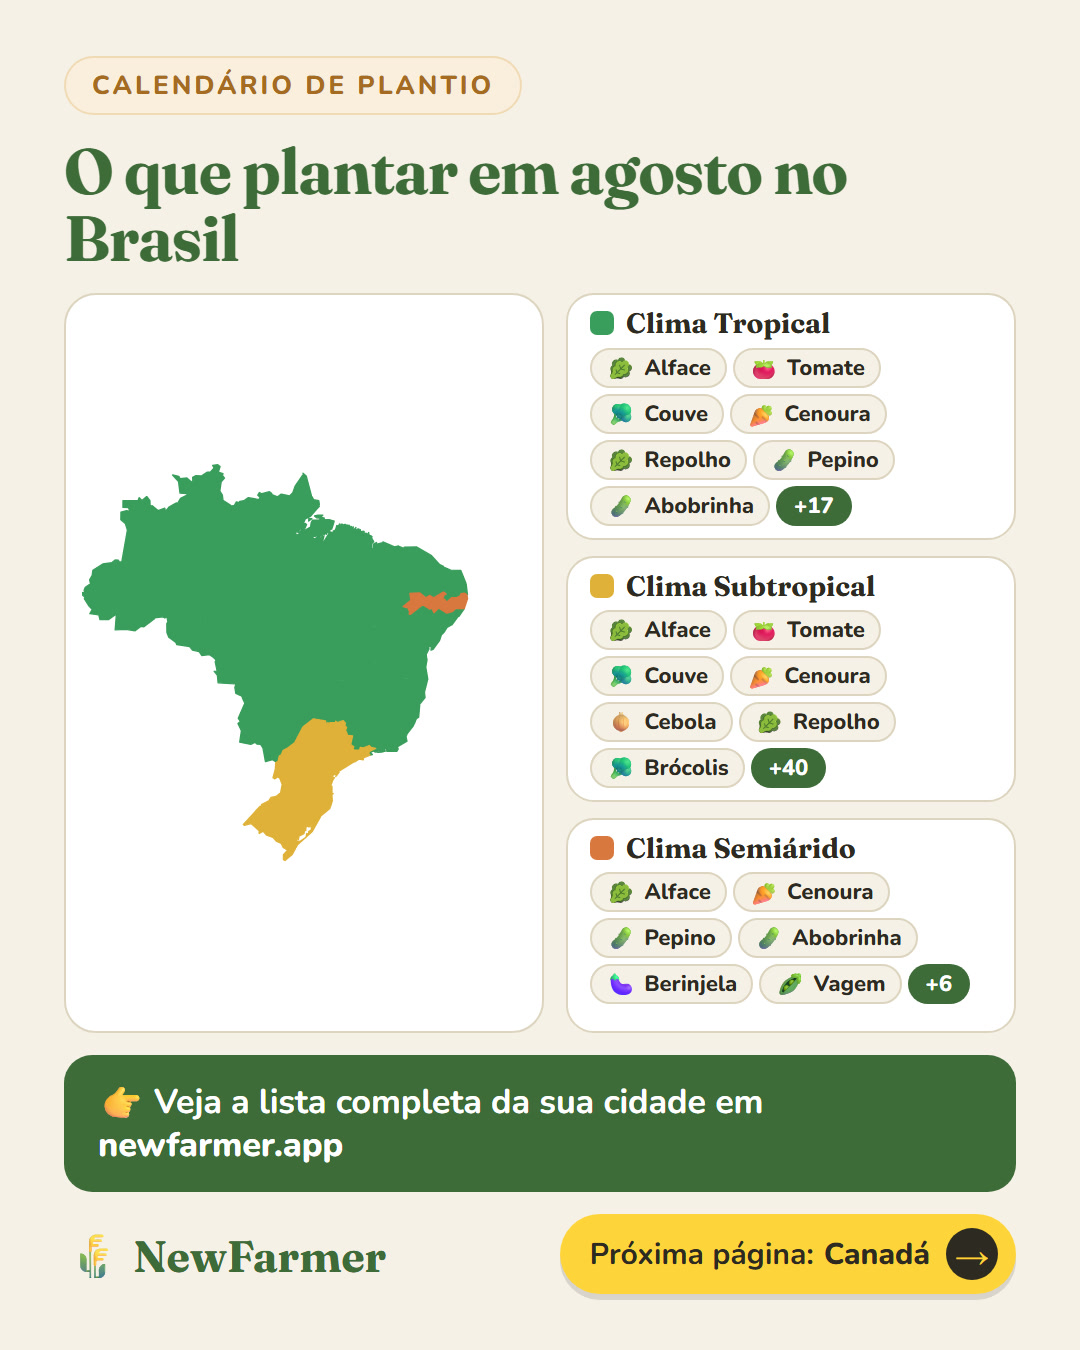 CALENDÁRIO DE PLANTIO
O que plantar em agosto no
Brasil
Clima Tropical
Alface
Tomate
Couve
Cenoura
Repolho
Pepino
Abobrinha
+17
Clima Subtropical
Alface
Tomate
Couve
Cenoura
Cebola
Repolho
Brócolis
+40
Clima Semiárido
Alface
Cenoura
Pepino
Abobrinha
Berinjela
Vagem
+6
👉 Veja a lista completa da sua cidade em
newfarmer.app
NewFarmer
Próxima página: Canadá →